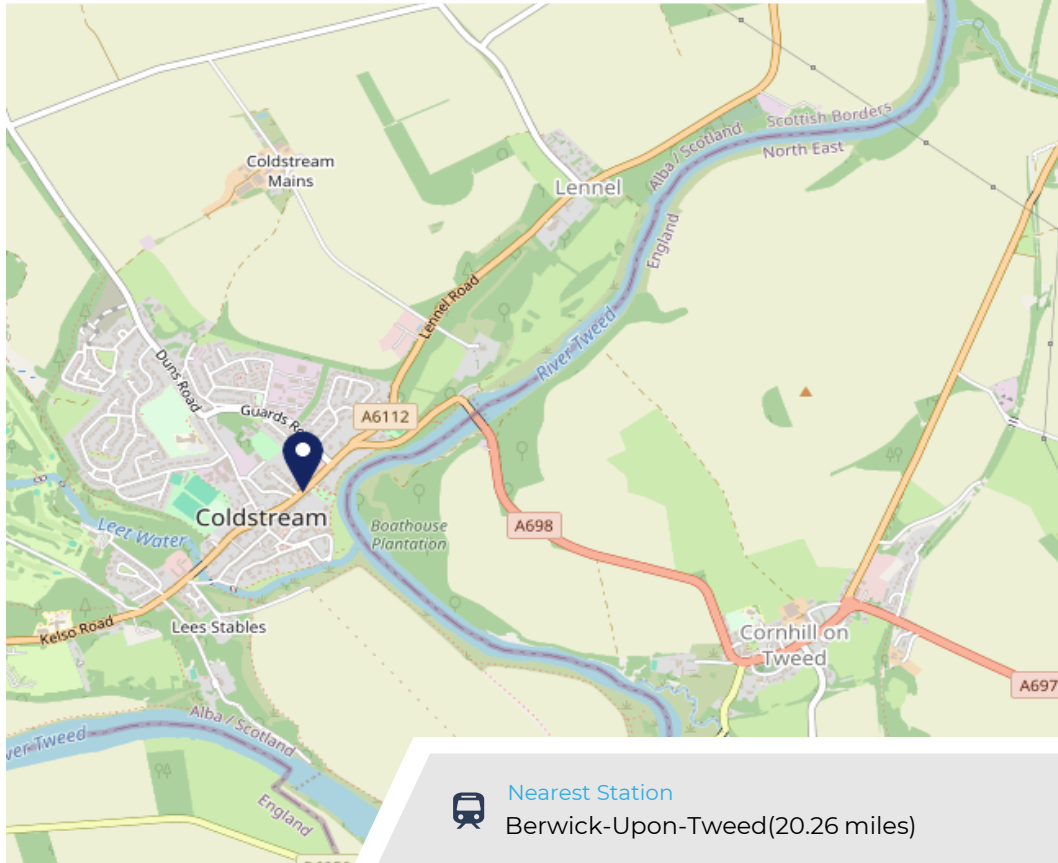 Scottish Borders
Alba / Scotland
North East
England
Coldstream
Mains
Lennel
Lennel Road
River Tweed
Duns Road
Guards Ro
A6112
Coldstream
Leet Water
Boathouse
Plantation
A698
Kelso Road
Lees Stables
Cornhill on
Tweed
A697
ver Tweed
Alba / Scotland
England
Nearest Station
Berwick-Upon-Tweed(20.26 miles)